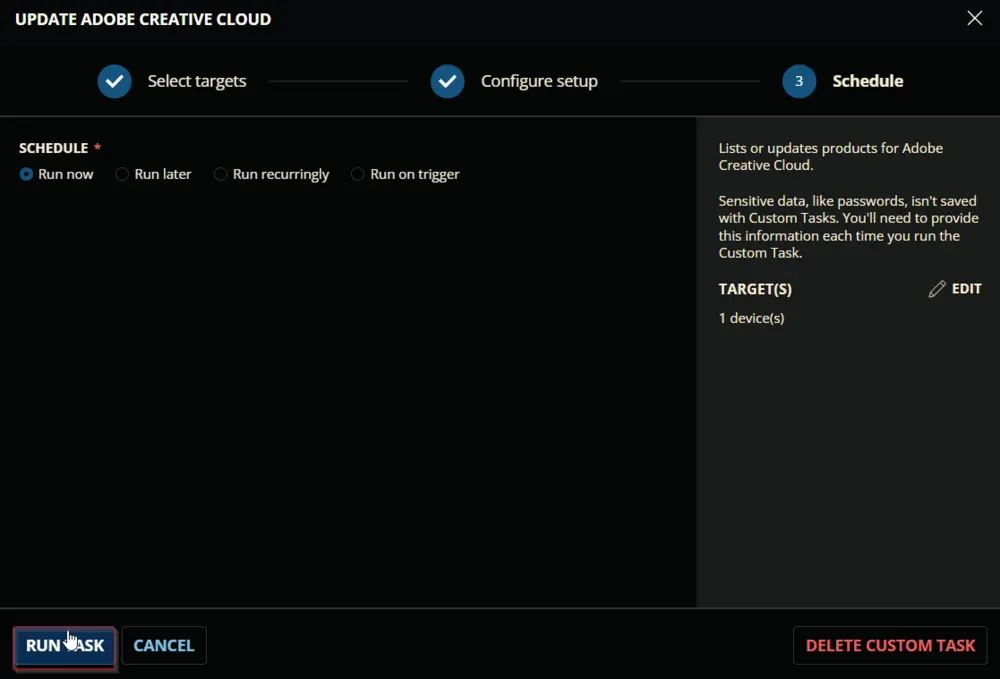 UPDATE ADOBE CREATIVE CLOUD
Select targets
Configure setup
3 Schedule
SCHEDULE *
Run now Run later Run recurringly Run on trigger
Lists or updates products for Adobe
Creative Cloud.
Sensitive data, like passwords, isn't saved
with Custom Tasks. You'll need to provide
this information each time you run the
Custom Task.
TARGET(S)
EDIT
1 device(s)
RUN TASK
CANCEL
DELETE CUSTOM TASK